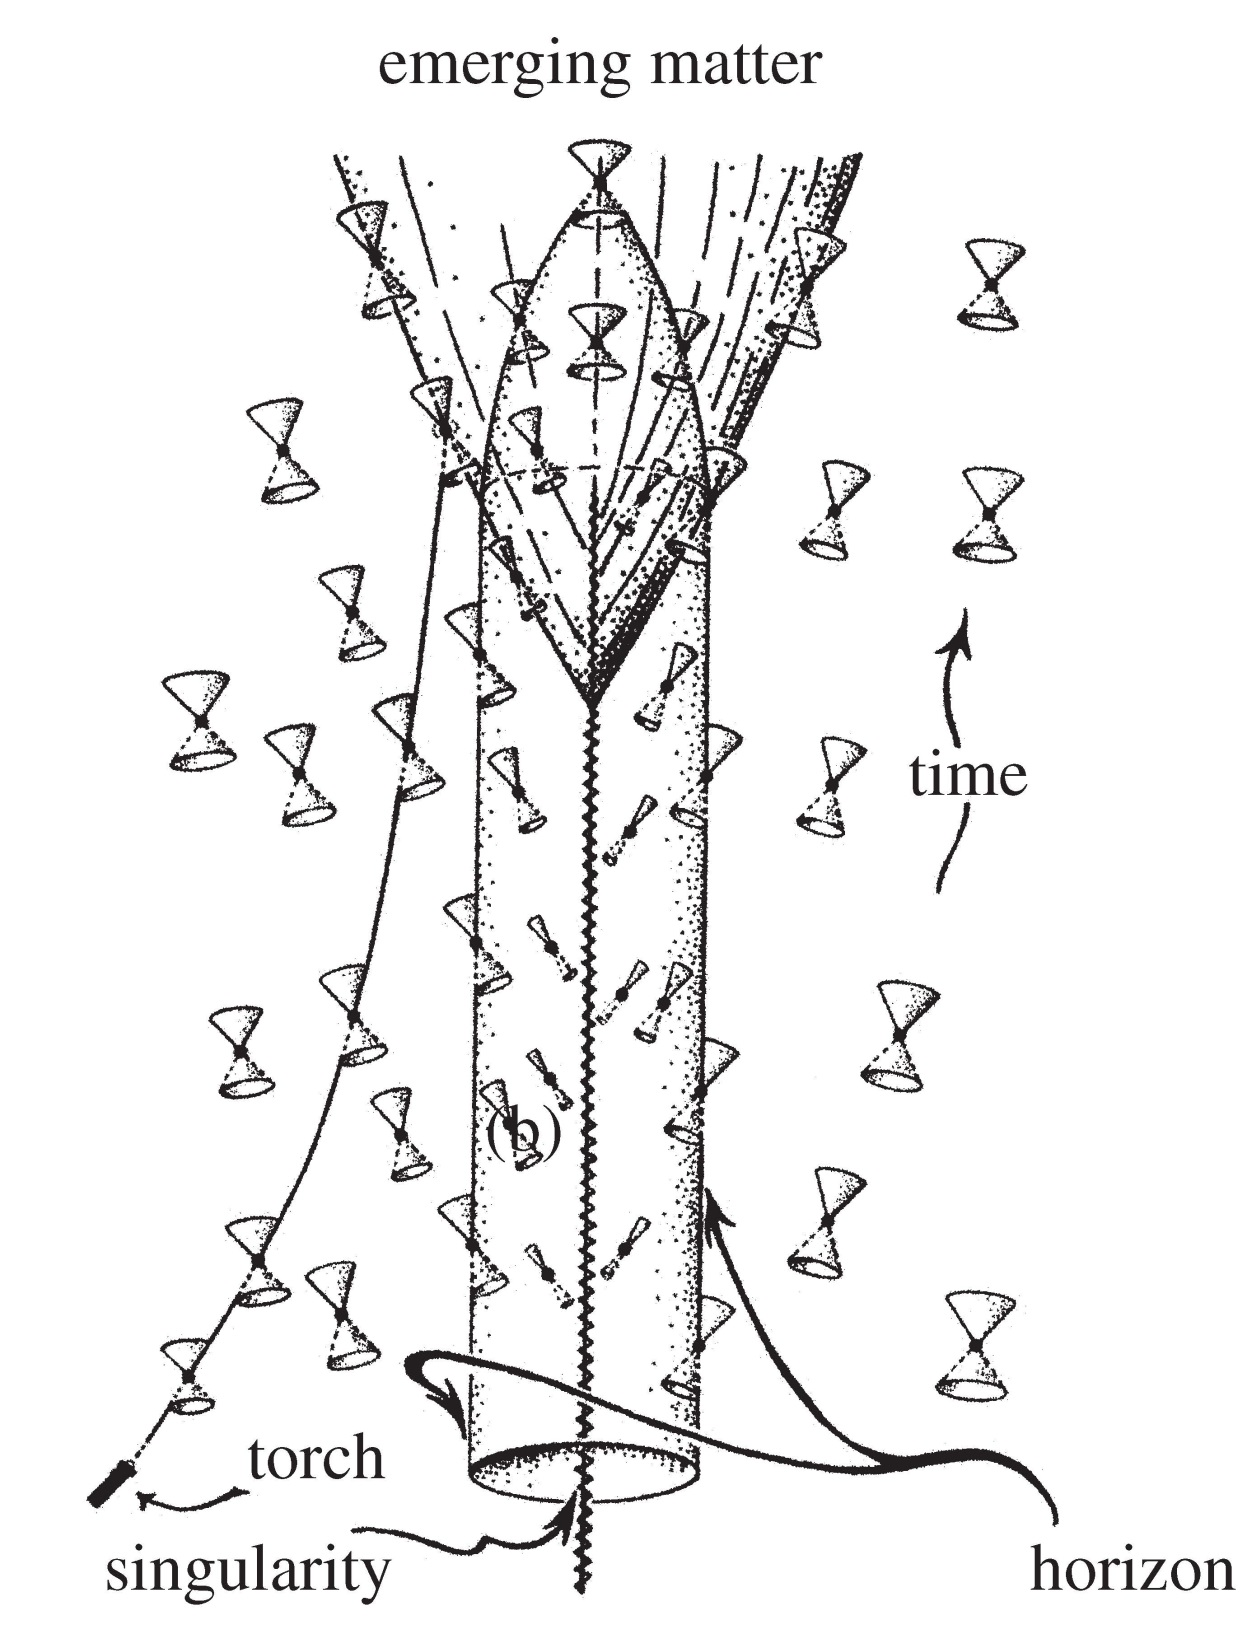 emerging matter
time
(b)
torch
singularity
horizon